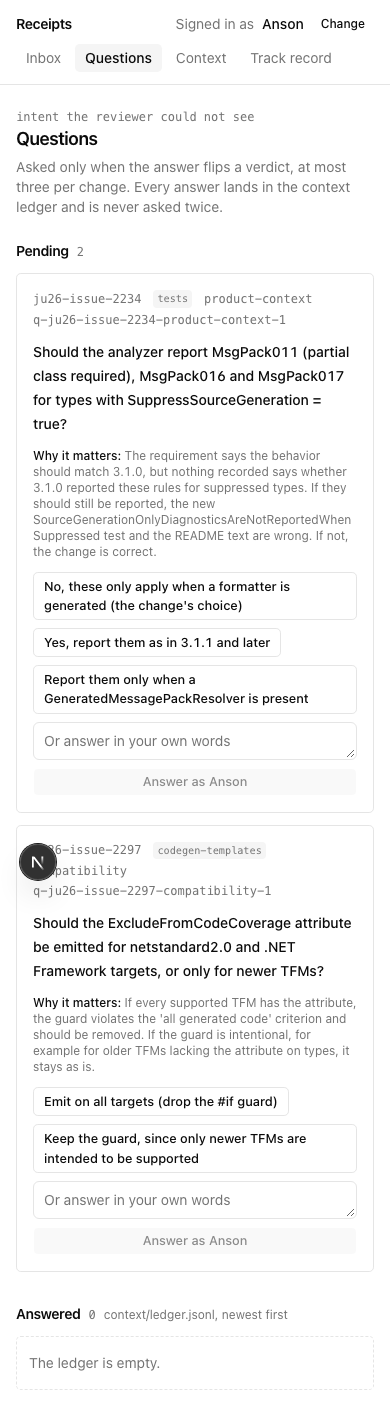 Receipts
Signed in as Anson Change
Inbox Questions Context Track record
intent the reviewer could not see
Questions
Asked only when the answer flips a verdict, at most
three per change. Every answer lands in the context
ledger and is never asked twice.
Pending 2
ju26-issue-2234 tests product-context
q-ju26-issue-2234-product-context-1
Should the analyzer report MsgPack011 (partial
class required), MsgPack016 and MsgPack017
for types with SuppressSourceGeneration =
true?
Why it matters: The requirement says the behavior
should match 3.1.0, but nothing recorded says whether
3.1.0 reported these rules for suppressed types. If they
should still be reported, the new
SourceGenerationOnlyDiagnosticsAreNotReportedWhen
Suppressed test and the README text are wrong. If not,
the change is correct.
No, these only apply when a formatter is
generated (the change's choice)
Yes, report them as in 3.1.1 and later
Report them only when a
GeneratedMessagePackResolver is present
Or answer in your own words
Answer as Anson
26-issue-2297 codegen-templates
N
patibility
q-ju26-issue-2297-compatibility-1
Should the ExcludeFromCodeCoverage attribute
be emitted for netstandard2.0 and .NET
Framework targets, or only for newer TFMs?
Why it matters: If every supported TFM has the attribute,
the guard violates the 'all generated code' criterion and
should be removed. If the guard is intentional, for
example for older TFMs lacking the attribute on types, it
stays as is.
Emit on all targets (drop the #if guard)
Keep the guard, since only newer TFMs are
intended to be supported
Or answer in your own words
Answer as Anson
Answered 0 context/ledger.jsonl, newest first
The ledger is empty.